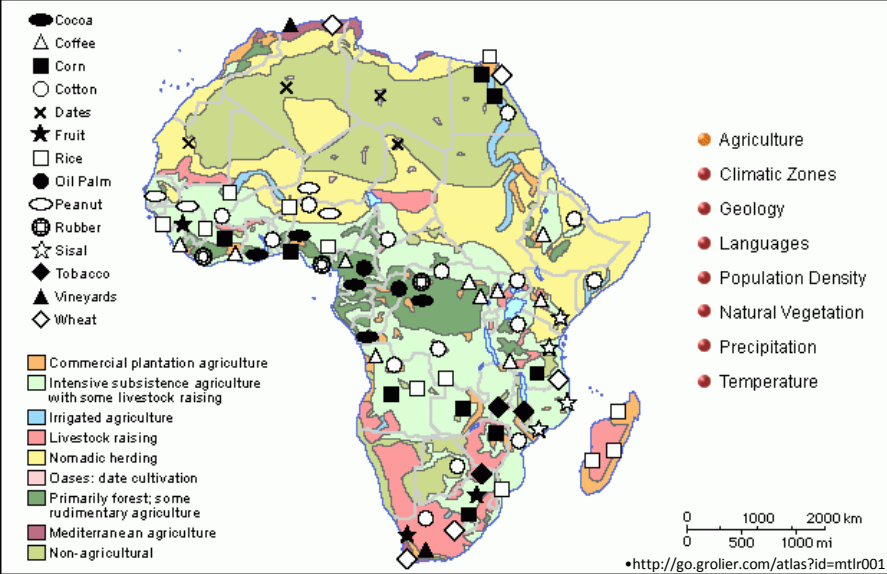 Cocoa
Coffee
Corn
Cotton
Dates
Fruit
Rice
Oil Palm
Peanut
Rubber
Sisal
Tobacco
Vineyards
Wheat
Commercial plantation agriculture
Intensive subsistence agriculture
with some livestock raising
Irrigated agriculture
Livestock raising
Nomadic herding
Oases: date cultivation
Primarily forest; some
rudimentary agriculture
Mediterranean agriculture
Non-agricultural
Agriculture
Climatic Zones
Geology
Languages
Population Density
Natural Vegetation
Precipitation
Temperature
0 1000 2000 km
0 500 1000 mi
•http://go.grolier.com/atlas?id=mtlr001